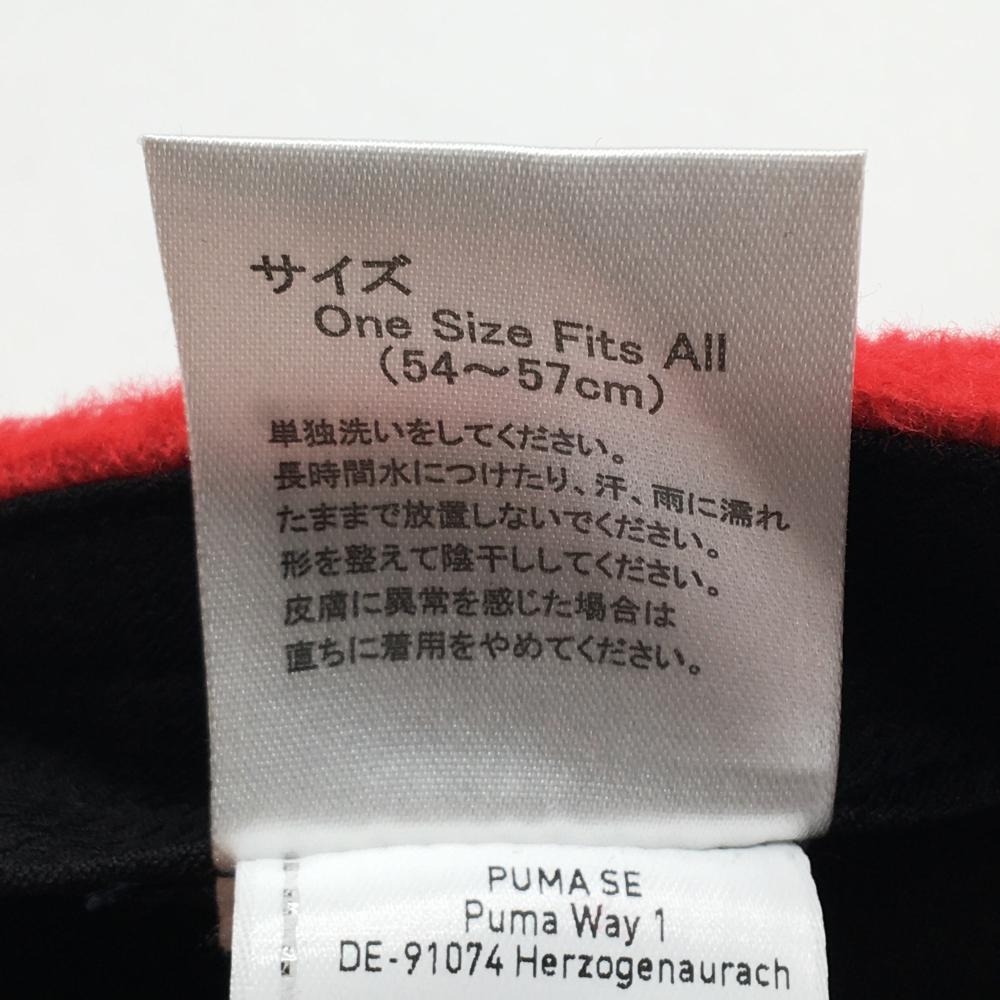 サイズ
One Size Fits All
（54～57cm）
単独洗いをしてください。
長時間水につけたり、汗、雨に濡れ
たままで放置しないでください。
形を整えて陰干ししてください。
皮膚に異常を感じた場合は
直ちに着用をやめてください。
PUMA SE
Puma Way 1
DE-91074 Herzogenaurach